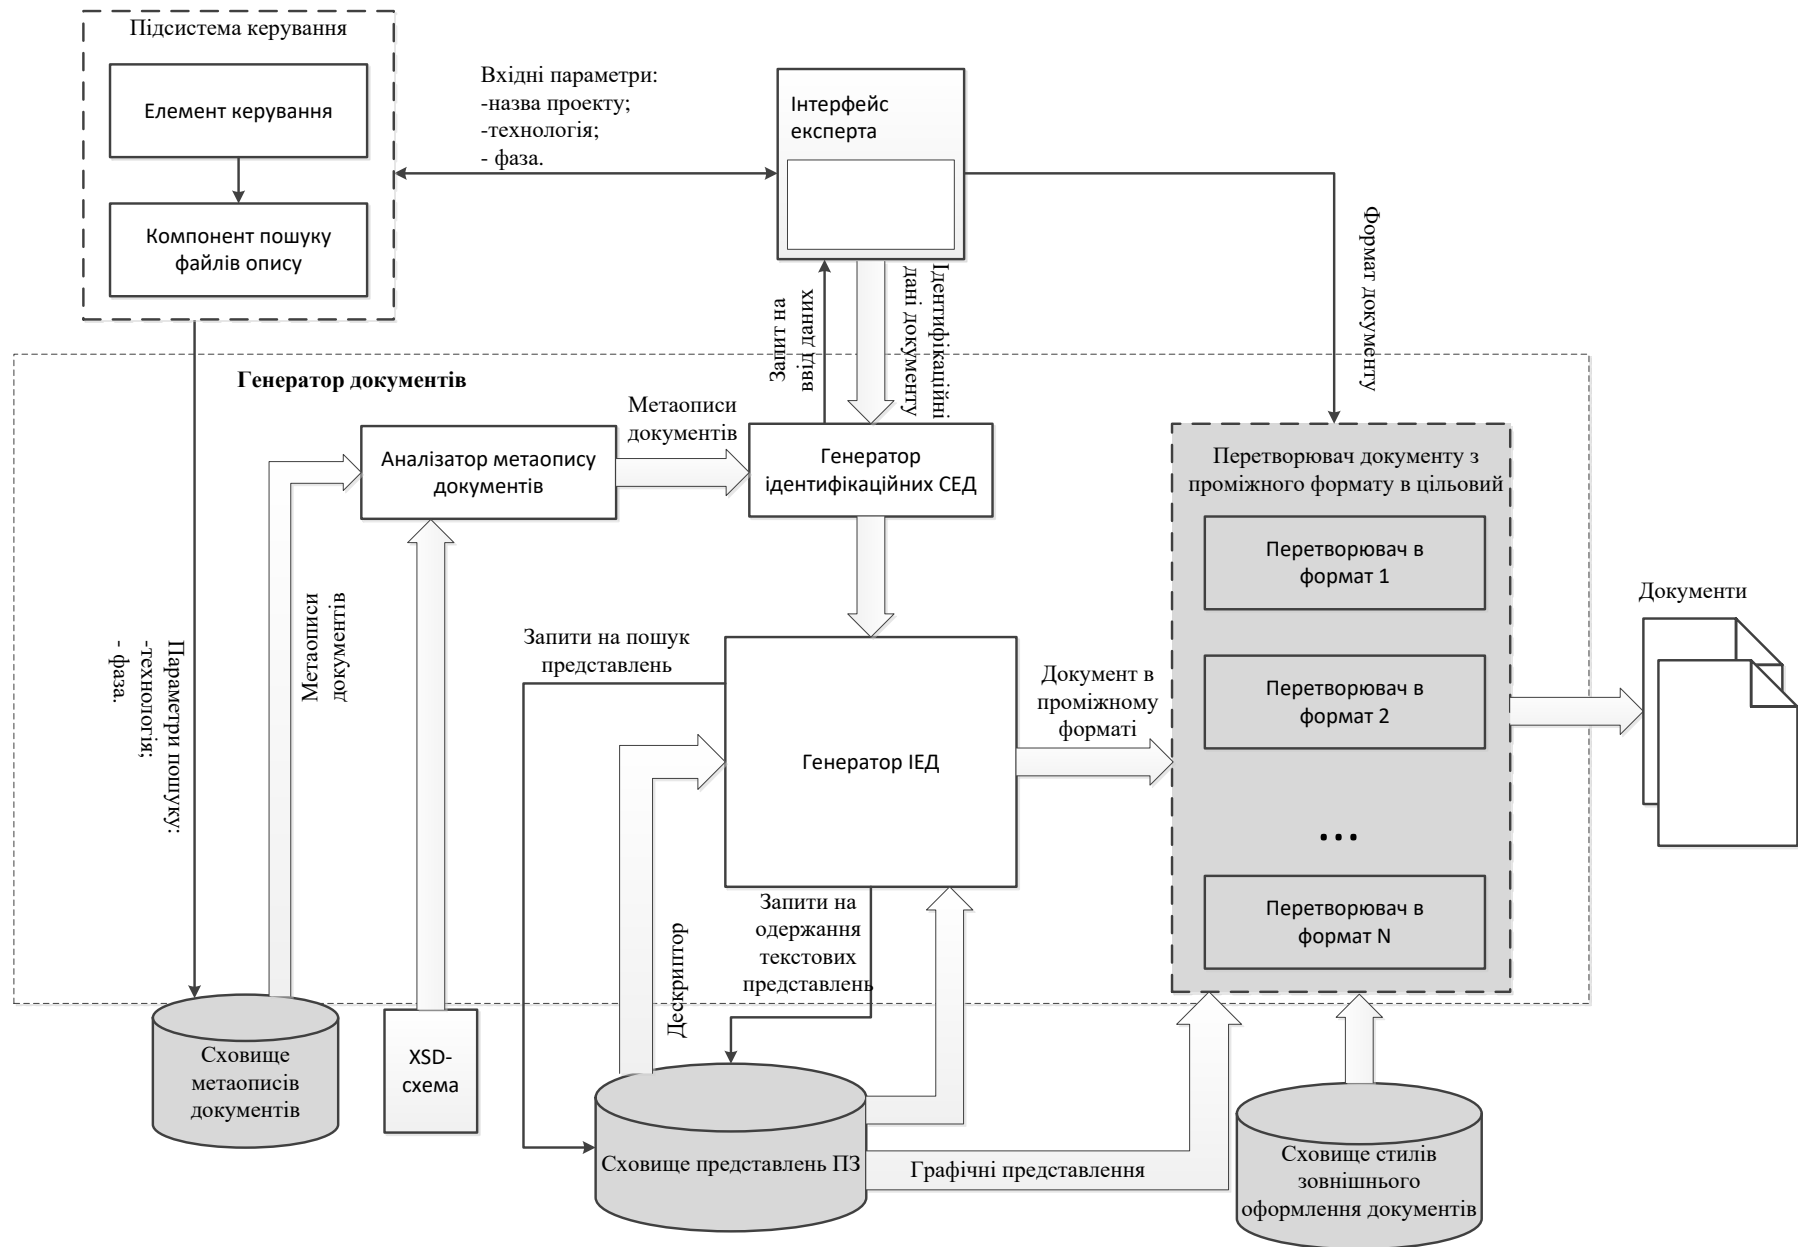 Підсистема керування
Елемент керування
Компонент пошуку
файлів опису
Вхідні параметри:
-назва проекту;
-технологія;
- фаза.
Інтерфейс
експерта
Формат документу
Запит на
ввід даних
Ідентифікаційні
дані документу
Генератор документів
Метаописи
документів
Аналізатор метаопису
документів
Генератор
ідентифікаційних СЕД
Перетворювач документу з
проміжного формату в цільовий
Перетворювач в
формат 1
Перетворювач в
формат 2
...
Перетворювач в
формат N
Документи
Параметри пошуку:
-технологія;
- фаза.
Метаописи
документів
Запити на пошук
представлень
Генератор ІЕД
Документ в
проміжному
форматі
Дескриптор
Запити на
одержання
текстових
представлень
Сховище
метаописів
документів
XSD-
схема
Сховище представлень ПЗ
Графічні представлення
Сховище стилів
зовнішнього
оформлення документів